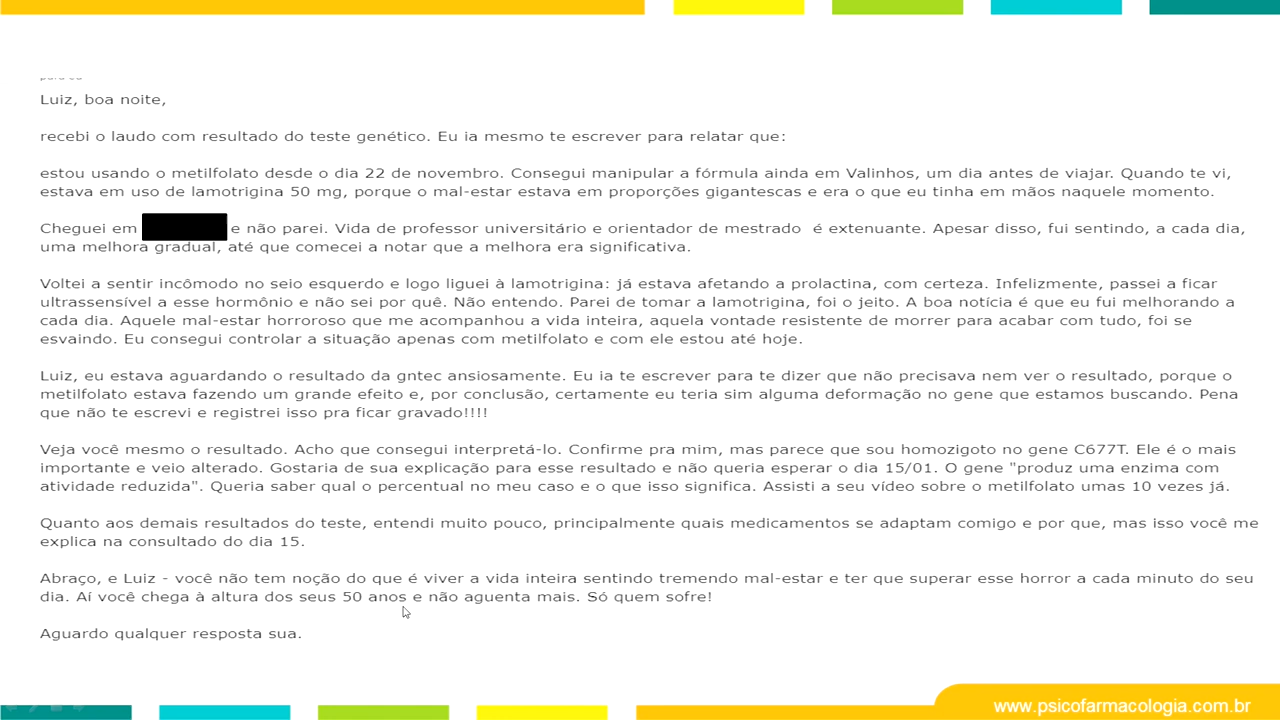 Luiz, boa noite,
recebi o laudo com resultado do teste genético. Eu ia mesmo te escrever para relatar que:
estou usando o metilfolato desde o dia 22 de novembro. Consegui manipular a fórmula ainda em Valinhos, um dia antes de viajar. Quando te vi,
estava em uso de lamotrigina 50 mg, porque o mal-estar estava em proporções gigantescas e era o que eu tinha em mãos naquele momento.
Cheguei em e não parei. Vida de professor universitário e orientador de mestrado é extenuante. Apesar disso, fui sentindo, a cada dia,
uma melhora gradual, até que comecei a notar que a melhora era significativa.
Voltei a sentir incômodo no seio esquerdo e logo liguei à lamotrigina: já estava afetando a prolactina, com certeza. Infelizmente, passei a ficar
ultrassensível a esse hormônio e não sei por quê. Não entendo. Parei de tomar a lamotrigina, foi o jeito. A boa notícia é que eu fui melhorando a
cada dia. Aquele mal-estar horroroso que me acompanhou a vida inteira, aquela vontade resistente de morrer para acabar com tudo, foi se
esvaindo. Eu consegui controlar a situação apenas com metilfolato e com ele estou até hoje.
Luiz, eu estava aguardando o resultado da gntec ansiosamente. Eu ia te escrever para te dizer que não precisava nem ver o resultado, porque o
metilfolato estava fazendo um grande efeito e, por conclusão, certamente eu teria sim alguma deformação no gene que estamos buscando. Pena
que não te escrevi e registrei isso pra ficar gravado!!!!
Veja você mesmo o resultado. Acho que consegui interpretá-lo. Confirme pra mim, mas parece que sou homozigoto no gene C677T. Ele é o mais
importante e veio alterado. Gostaria de sua explicação para esse resultado e não queria esperar o dia 15/01. O gene "produz uma enzima com
atividade reduzida". Queria saber qual o percentual no meu caso e o que isso significa. Assisti a seu vídeo sobre o metilfolato umas 10 vezes já.
Quanto aos demais resultados do teste, entendi muito pouco, principalmente quais medicamentos se adaptam comigo e por que, mas isso você me
explica na consultado do dia 15.
Abraço, e Luiz - você não tem noção do que é viver a vida inteira sentindo tremendo mal-estar e ter que superar esse horror a cada minuto do seu
dia. Aí você chega à altura dos seus 50 anos e não aguenta mais. Só quem sofre!
Aguardo qualquer resposta sua.
www.psicofarmacologia.com.br